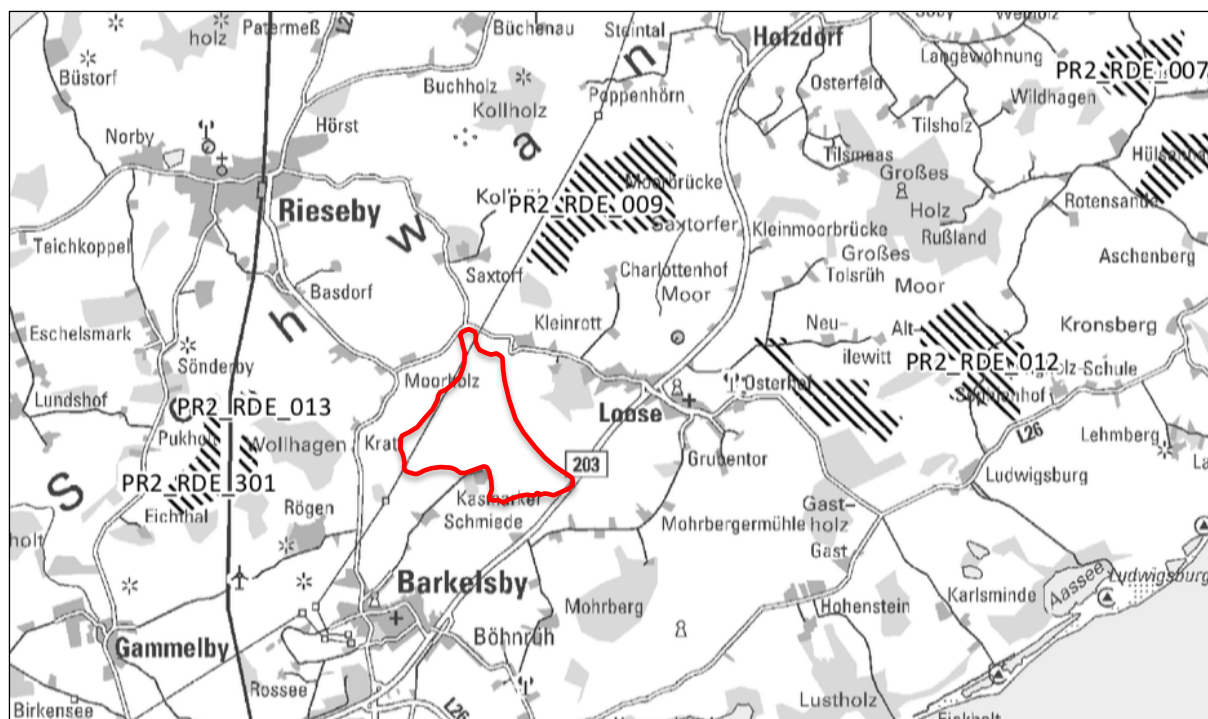 Patermeß
L27
Büchenau
Steintal
Holzdorf
Langewohnung
holz
Büstorf
Buchholz
Kollholz
n
Poppenhörn
Osterfeld
PR2_RDE_007
Wildhagen
Norby
Hörst
a
Tilsholz
Tilsmaas
Großes
Holz
Rußland
Moorbrücke
PR2_RDE_009
Saxtorfer
Rieseby
w
Kleinmoorbrücke
Rotensande
Teichkoppel
Saxtorf
Charlottenhof
Moor
Großes
Moor
Tolsrüh
Aschenberg
Basdorf
h
Eschelsmark
Sönderby
Kleinrott
Neu-
ilewitt
Alt-
Kronsberg
PR2_RDE_012
Moorholz
Osterhof
Lundshof
PR2_RDE_013
Pukholt
Wollhagen
Krat
Loose
L26
Lehmberg
203
Grubentor
Ludwigsburg
S
PR2_RDE_301
Eichthal
Rögen
Kasmarker
Schmiede
Mohrbergermühle
Gast-
holz
Gast
Barkelsby
Mohrberg
Hohenstein
Karlsminde
Aassee
Ludwigsburg
Gammelby
Böhnrüh
Rossee
Birkensee
L26
Lustholz